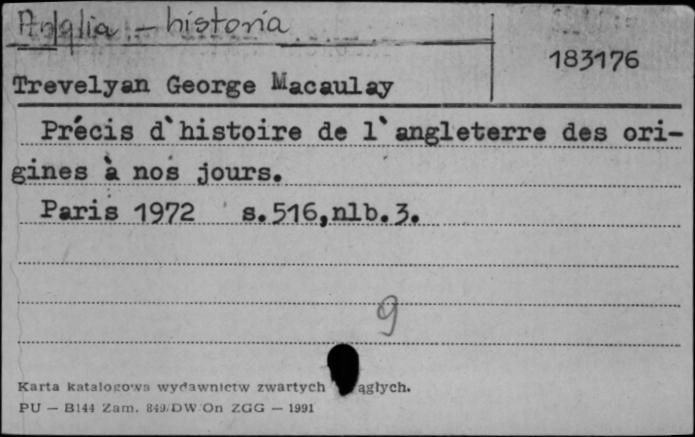 Anglia - historia
183176
Trevelyan George Macaulay
Précis d`histoire de l`angleterre des ori-
gines à nos jours.
Paris 1972 s.516,nlb.3.
9
Karta katalogowa wydawnictw zwartych ągłych.
PU — B144 Zam. 849/DW/On ZGG — 1991